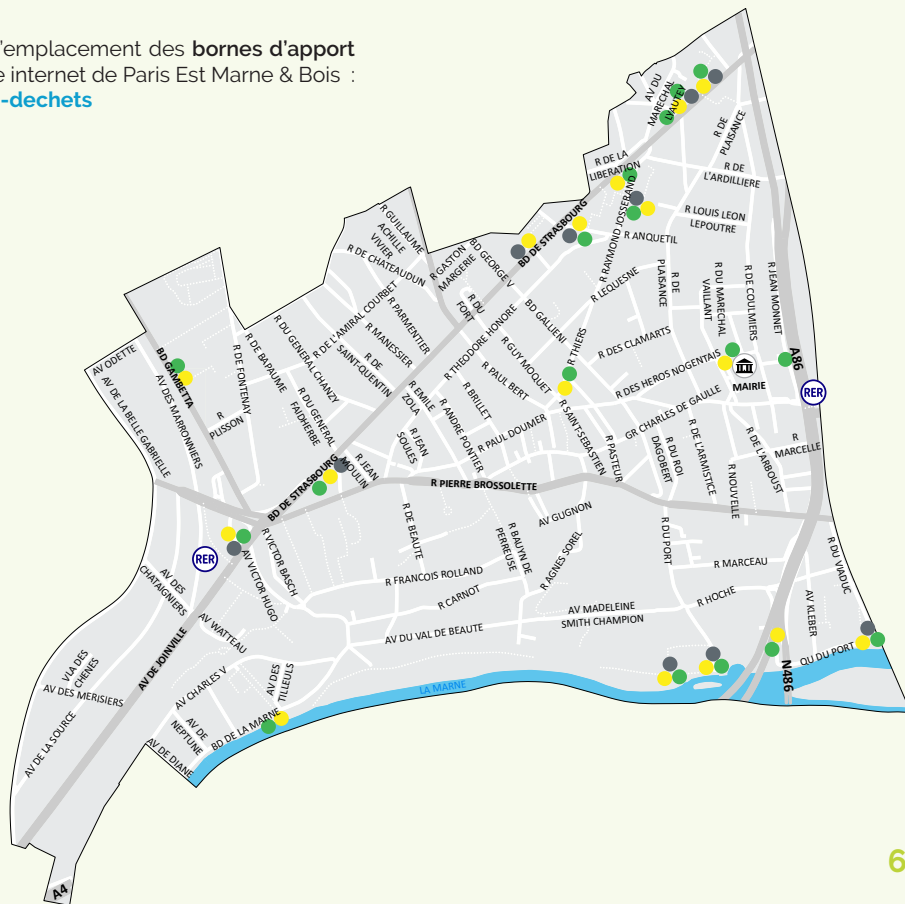 'emplacement des bornes d'apport
e internet de Paris Est Marne & Bois :
-dechets
AV DU
MARECHAL
LYAUTEY
R DE
PLAISANCE
R DE LA
LIBERATION
R DE
L'ARDILLIERE
R GUILLAUME
ACHILLE
VIVIER
R DE CHATEAUDUN
R GASTON
MARGERIE
BD GEORGE V
BD DE STRASBOURG
R RAYMOND JOSSERAND
R LOUIS LEON
LEPOUTRE
R ANQUETIL
R DU
FORT
R LEQUESNE
PLAISANCE
R DE
R DU MARECHAL
VAILLANT
R DE COULMIERS
R JEAN MONNET
A86
AV ODETTE
BD GAMBETTA
AV DE LA BELLE GABRIELLE
AV DES MARRONNIERS
R DE FONTENAY
R DE BAPAUME
R DU GENERAL CHANZY
R DE L'AMIRAL COURBET
R PARMENTIER
R MANESSIER
R DE
SAINT-QUENTIN
R THEODORE HONORE
BD GALLIENI
R GUY MOQUET
R PAUL BERT
R THIERS
R DES CLAMARTS
R DES HEROS NOGENTAIS
MAIRIE
RER
R
PLISSON
R DU GENERAL
FAIDHERBE
R EMILE
ZOLA
R BRILLET
R ANDRE PONTIER
R PAUL DOUMER
R SAINT-SEBASTIEN
GR CHARLES DE GAULLE
R
MARCELLE
R JEAN
SOULES
R JEAN
MOULIN
BD DE STRASBOURG
R PIERRE BROSSOLETTE
R PASTEUR
R DU ROI
DAGOBERT
R DE L'ARMISTICE
R NOUVELLE
R DE L'ARBOUST
RER
R VICTOR BASCH
AV VICTOR HUGO
R DE BEAUTE
R BAUYN DE
PERREUSE
AV GUGNON
R AGNES SOREL
R DU PORT
R MARCEAU
R DU VIADUC
AV DES
CHATAIGNIERS
R FRANCOIS ROLLAND
R CARNOT
AV MADELEINE
SMITH CHAMPION
R HOCHE
AV KLEBER
AV WATTEAU
AV DU VAL DE BEAUTE
QU DU PORT
N486
VLA DES
CHENES
AV DES MERISIERS
AV DE JOINVILLE
AV CHARLES V
AV DES
TILLEULS
LA MARNE
AV DE LA SOURCE
AV DE
NEPTUNE
BD DE LA MARNE
AV DE DIANE
A4
6